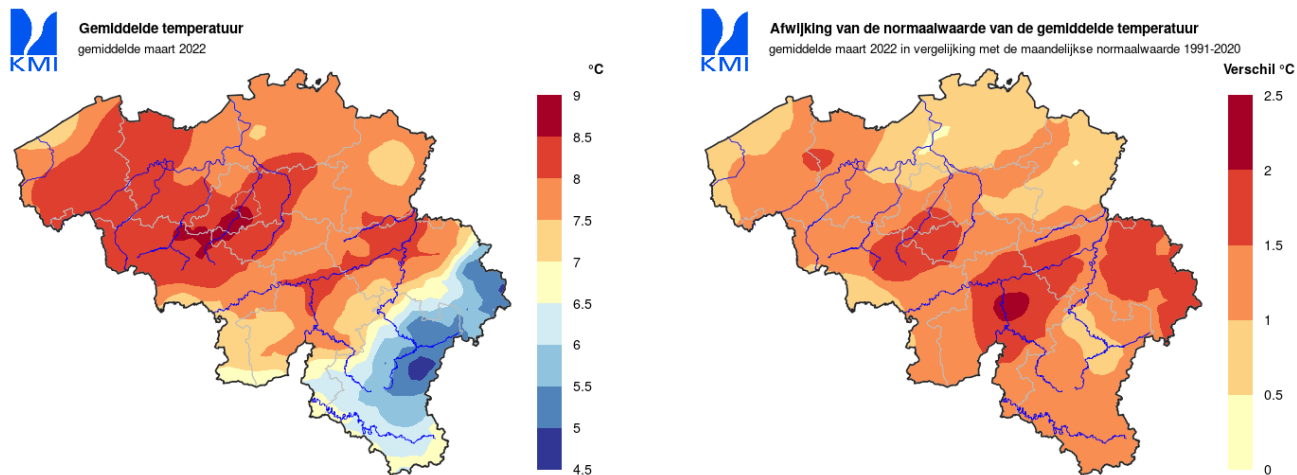 KMI
Gemiddelde temperatuur
gemiddelde maart 2022
°C
9
8.5
8
7.5
7
6.5
6
5.5
5
4.5
KMI
Afwijking van de normaalwaarde van de gemiddelde temperatuur
gemiddelde maart 2022 in vergelijking met de maandelijkse normaalwaarde 1991-2020
Verschil °C
2.5
2
1.5
1
0.5
0